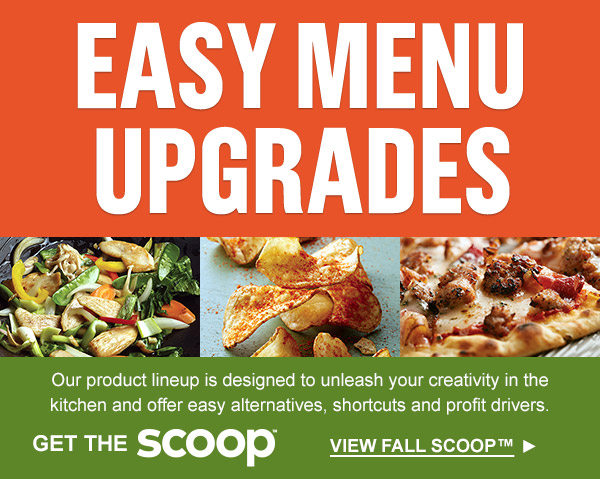 EASY MENU
UPGRADES
Our product lineup is designed to unleash your creativity in the
kitchen and offer easy alternatives, shortcuts and profit drivers.
GET THE scoop™ VIEW FALL SCOOP™ ►